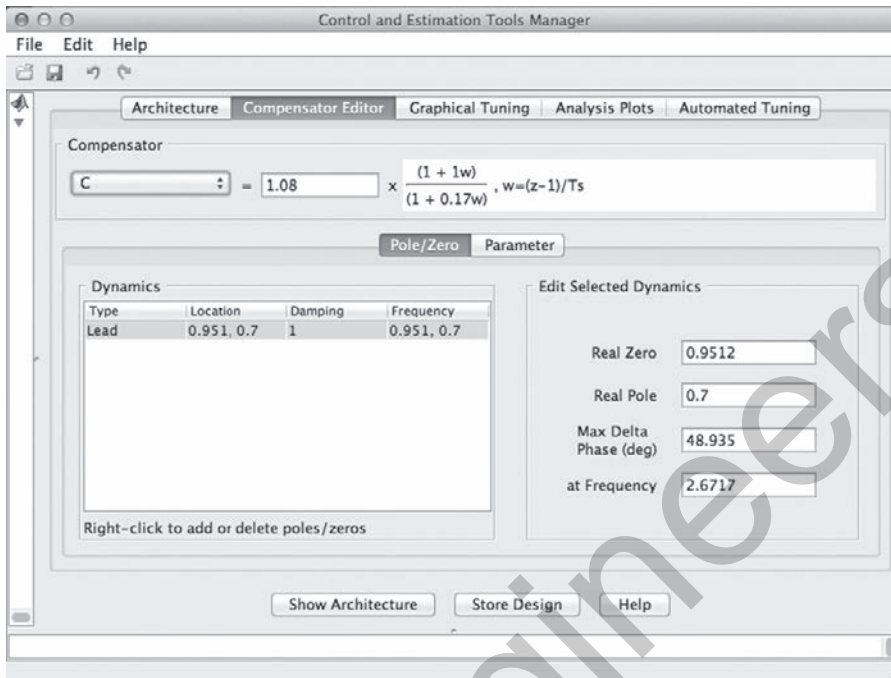 Control and Estimation Tools Manager
File Edit Help
Architecture Compensator Editor Graphical Tuning Analysis Plots Automated Tuning
Compensator
C = 1.08 × (1 + 1w) / (1 + 0.17w) , w=(z-1)/Ts
Pole/Zero Parameter
Dynamics
Type Location Damping Frequency
Lead 0.951, 0.7 1 0.951, 0.7
Right-click to add or delete poles/zeros
Edit Selected Dynamics
Real Zero 0.9512
Real Pole 0.7
Max Delta
Phase (deg) 48.935
at Frequency 2.6717
Show Architecture Store Design Help
gineers